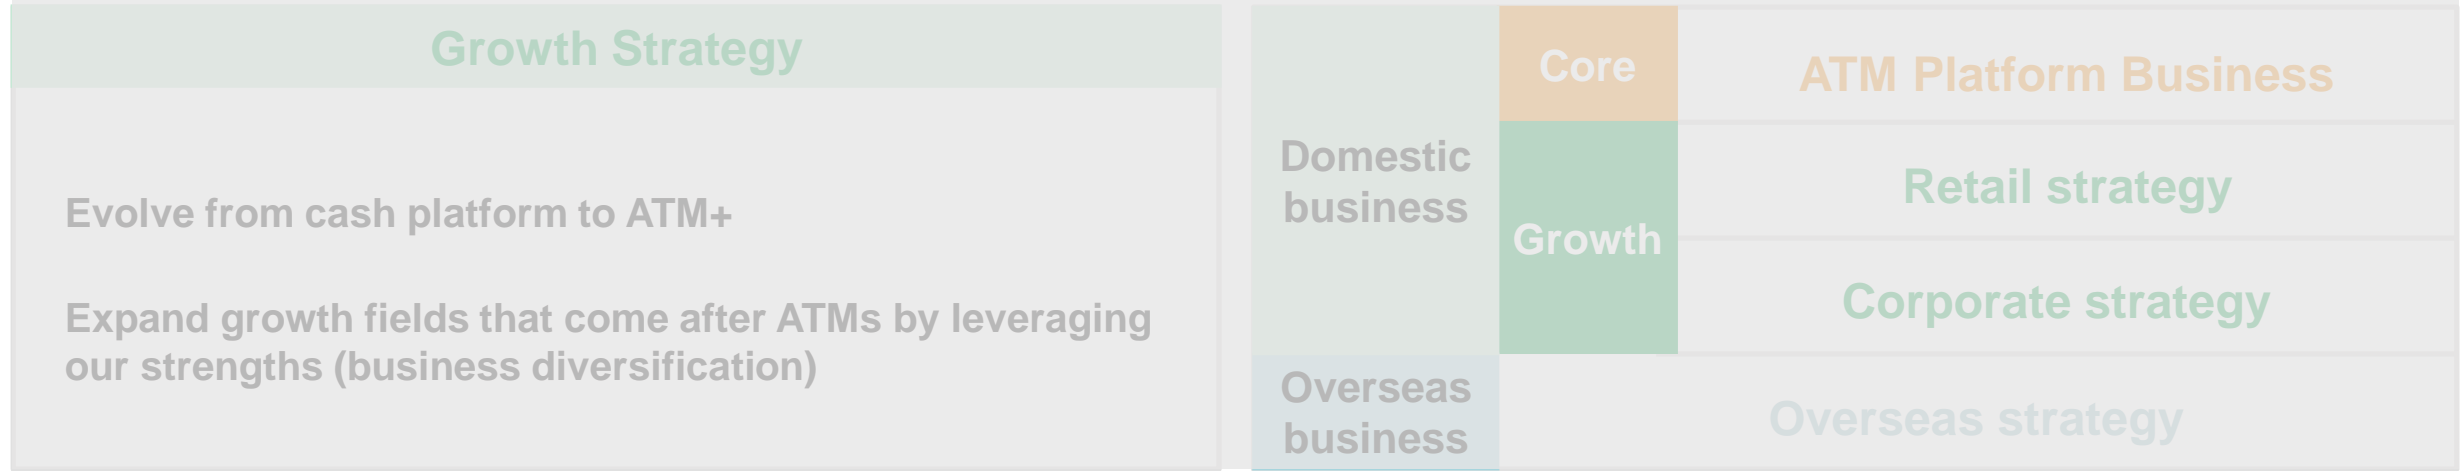 Growth Strategy
Evolve from cash platform to ATM+
Expand growth fields that come after ATMs by leveraging
our strengths (business diversification)
Domestic
business
Core
ATM Platform Business
Growth
Retail strategy
Corporate strategy
Overseas
business
Overseas strategy